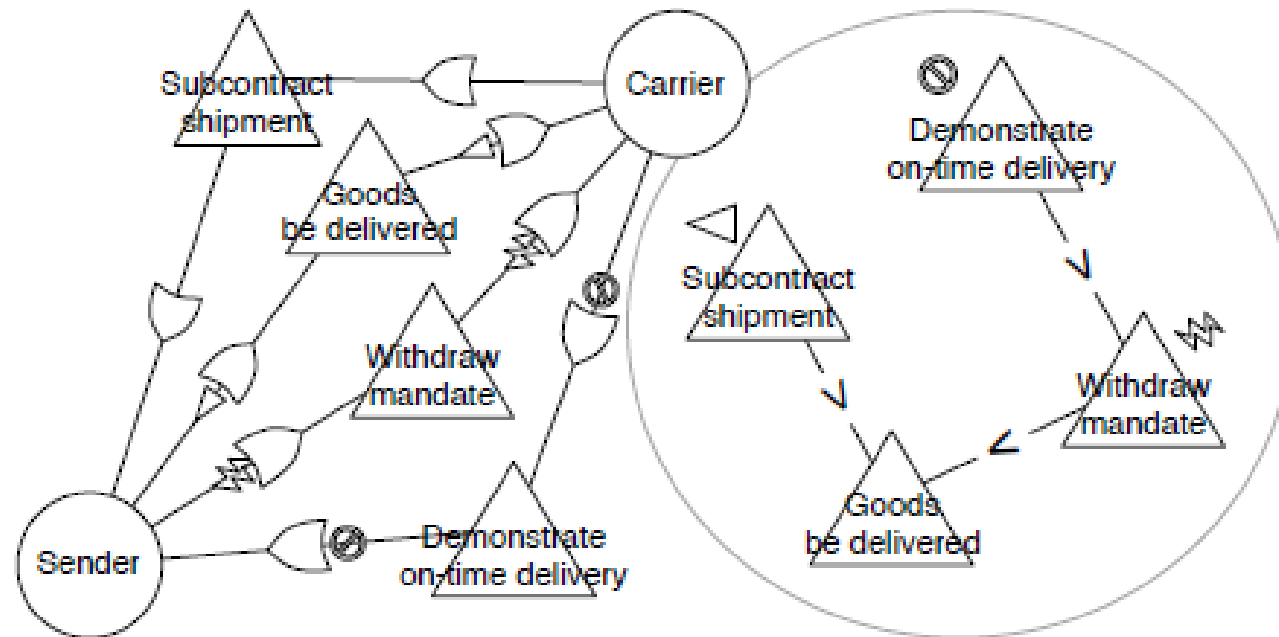 Subcontract
shipment
Carrier
Goods
be delivered
Withdraw
mandate
Demonstrate
on-time delivery
Sender
Demonstrate
on-time delivery
Subcontract
shipment
Withdraw
mandate
Goods
be delivered